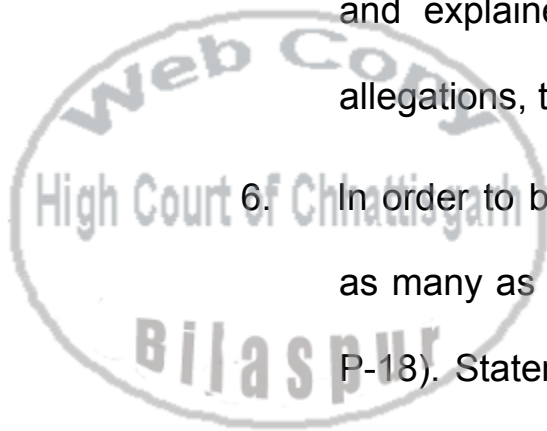 and explaine
allegations, t
6. In order to b
as many as
P-18). Stater
Web Copy
High Court of Chhattisgarh
Bilaspur